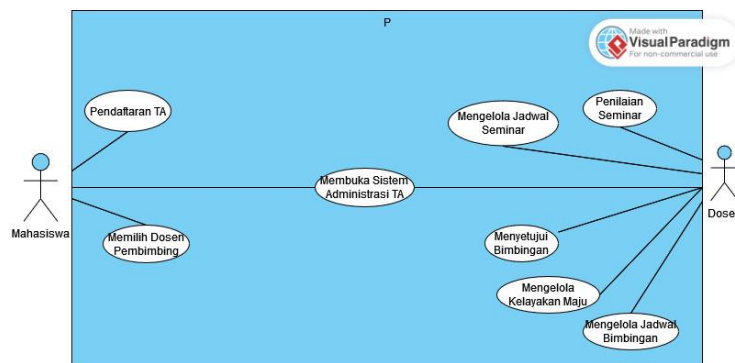 P
Made with
Visual Paradigm
For non-commercial use
Pendaftaran TA
Mengelola Jadwal
Seminar
Penilaian
Seminar
Membuka Sistem
Administrasi TA
Mahasiswa
Dose
Memilih Dosen
Pembimbing
Menyetujui
Bimbingan
Mengelola
Kelayakan Maju
Mengelola Jadwal
Bimbingan